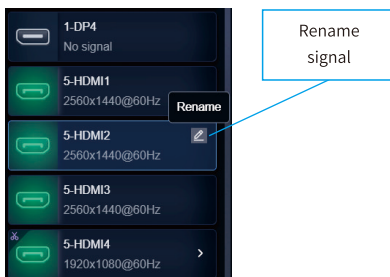 1-DP4
No signal
5-HDMI1
2560x1440@60Hz
Rename
5-HDMI2
2560x1440@60Hz
5-HDMI3
2560x1440@60Hz
5-HDMI4
1920x1080@60Hz
Rename
signal